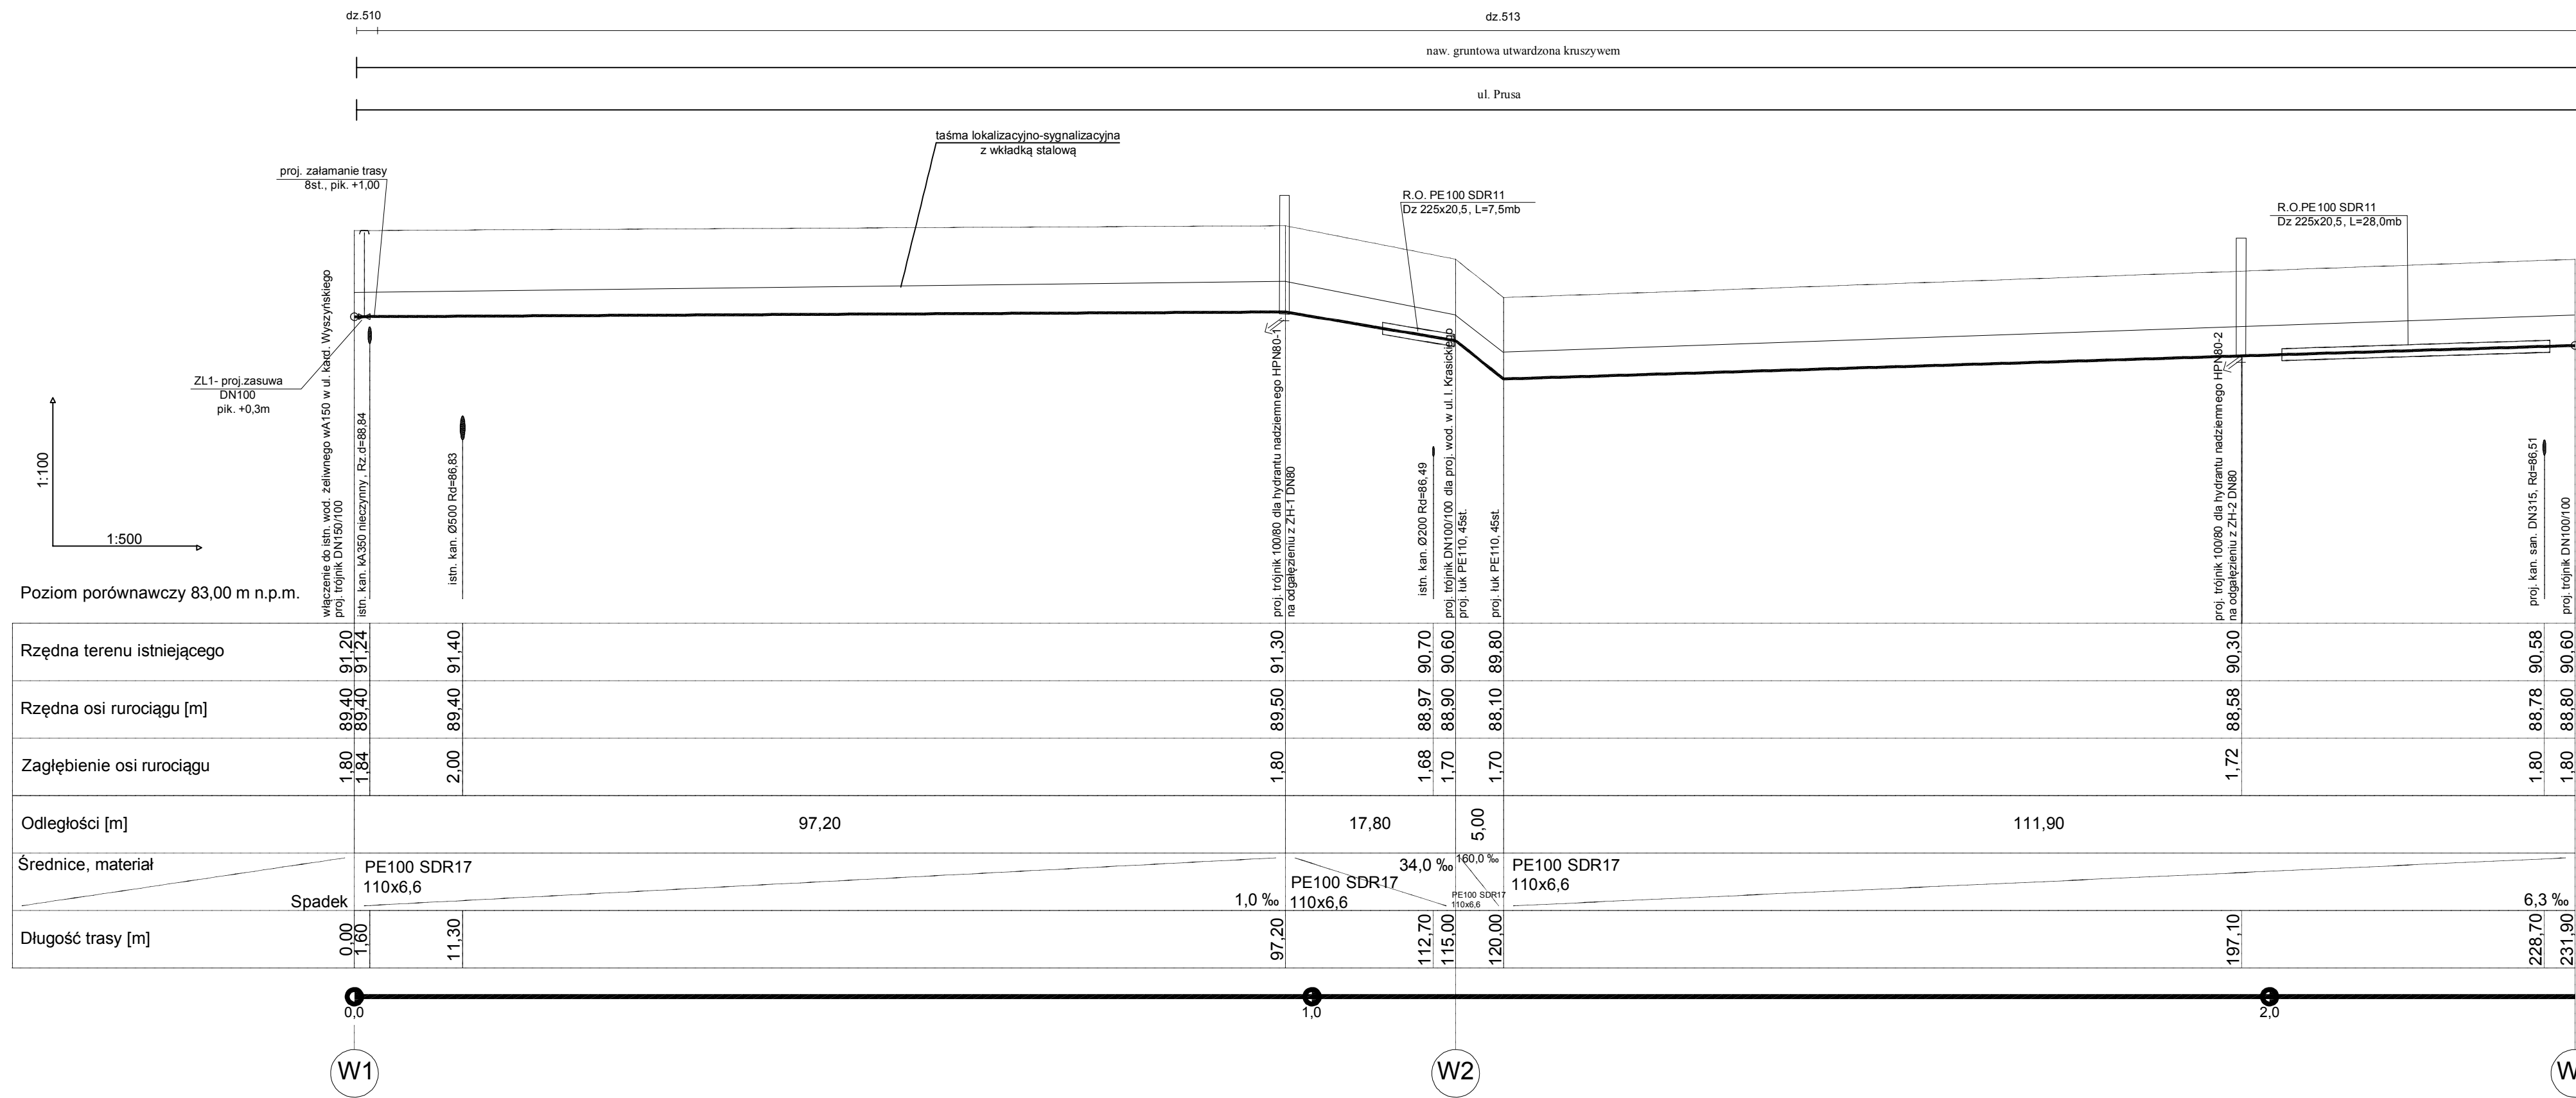 dz.510
dz.513
naw. gruntowa utwardzona kruszywem
ul. Prusa
taśma lokalizacyjno-sygnalizacyjna
z wkładką stalową
proj. załamanie trasy
8st., pik. +1,00
R.O. PE100 SDR11
Dz 225x20,5, L=7,5mb
R.O.PE100 SDR11
Dz 225x20,5, L=28,0mb
ZL1- proj.zasuwa
DN100
pik. +0,3m
1:100
1:500
włączenie do istn. wod. żeliwnego wA150 w ul. kard. Wyszyńskiego
proj. trójnik DN150/100
istn. kan. kA350 nieczynny, Rz.d=88,84
istn. kan. Ø500 Rd=86,83
proj. trójnik 100/80 dla hydrantu nadziemnego HPN80-1
na odgałęzieniu z ZH-1 DN80
istn. kan. Ø200 Rd=86,49
proj. trójnik DN100/100 dla proj. wod. w ul. I. Krasickiego
proj. łuk PE110, 45st.
proj. łuk PE110, 45st.
proj. trójnik 100/80 dla hydrantu nadziemnego HPN80-2
na odgałęzieniu z ZH-2 DN80
proj. kan. san. DN315, Rd=86,51
proj. trójnik DN100/100
Poziom porównawczy 83,00 m n.p.m.
Rzędna terenu istniejącego
91,20 91,24 91,40 91,30 90,70 90,60 89,80 90,30 90,58 90,60
Rzędna osi rurociągu [m]
89,40 89,40 89,40 89,50 88,97 88,90 88,10 88,58 88,78 88,80
Zagłębienie osi rurociągu
1,80 1,84 2,00 1,80 1,68 1,70 1,70 1,72 1,80 1,80
Odległości [m]
97,20 17,80 5,00 111,90
Średnice, materiał
Spadek
PE100 SDR17
110x6,6
1,0 ‰
34,0 ‰
PE100 SDR17
110x6,6
160,0 ‰
PE100 SDR17
110x6,6
PE100 SDR17
110x6,6
6,3 ‰
Długość trasy [m]
0,00 1,60 11,30 97,20 112,70 115,00 120,00 197,10 228,70 231,90
0,0 1,0 2,0
W1 W2 W